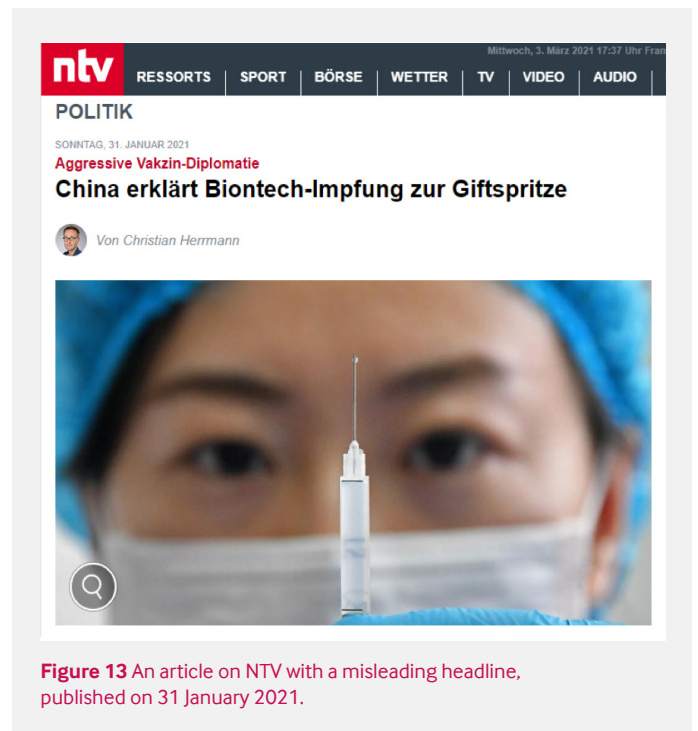 Mittwoch, 3. März 2021 17:37 Uhr Fran
ntv RESSORTS SPORT BÖRSE WETTER TV VIDEO AUDIO
POLITIK
SONNTAG, 31. JANUAR 2021
Aggressive Vakzin-Diplomatie
China erklärt Biontech-Impfung zur Giftspritze
Von Christian Herrmann
Figure 13 An article on NTV with a misleading headline,
published on 31 January 2021.